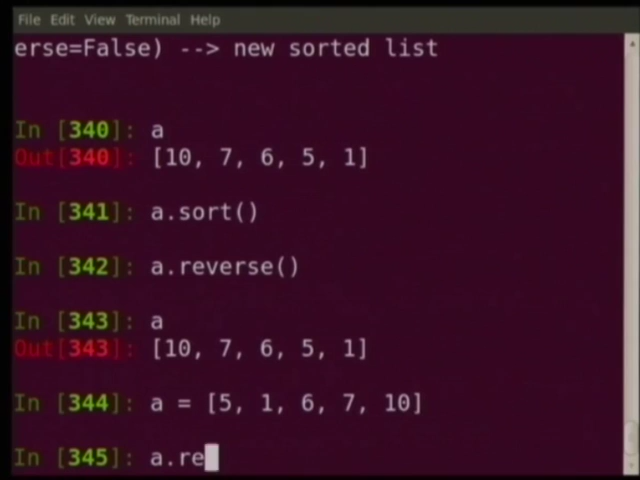 File Edit View Terminal Help
erse=False) --> new sorted list
In [340]: a
Out[340]: [10, 7, 6, 5, 1]
In [341]: a.sort()
In [342]: a.reverse()
In [343]: a
Out[343]: [10, 7, 6, 5, 1]
In [344]: a = [5, 1, 6, 7, 10]
In [345]: a.re